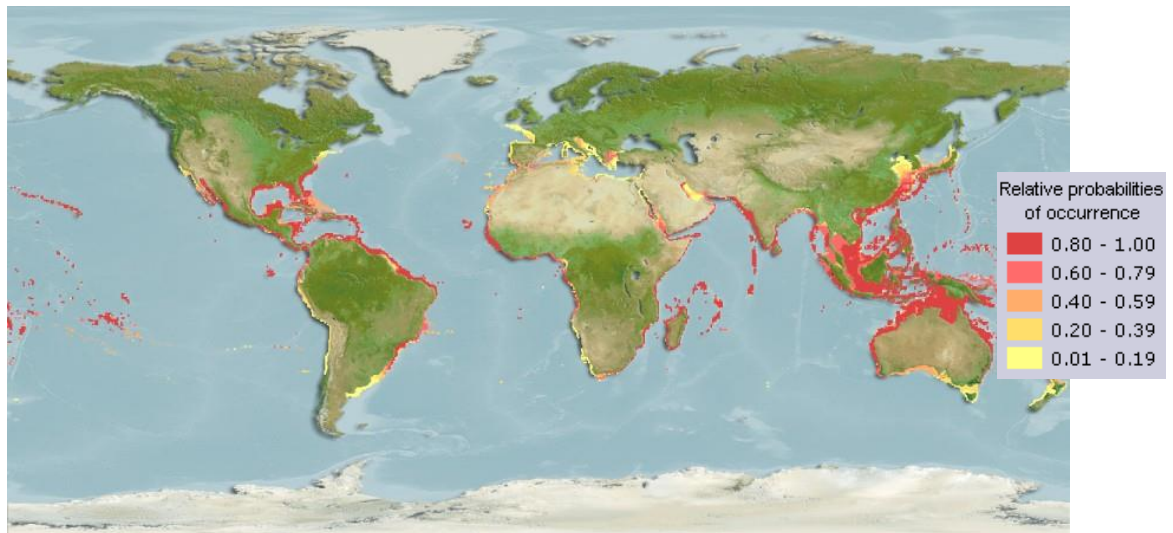 Relative probabilities
of occurrence
0.80 - 1.00
0.60 - 0.79
0.40 - 0.59
0.20 - 0.39
0.01 - 0.19